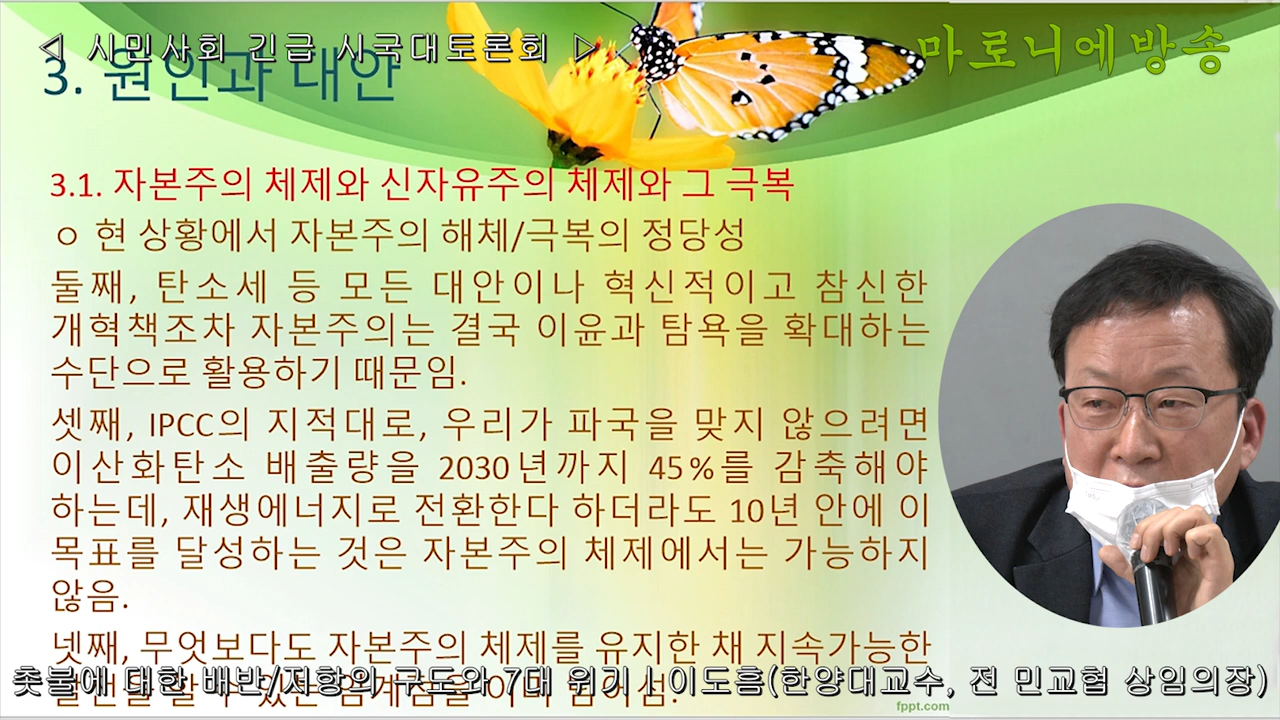 ◁ 시민사회 긴급 시국대토론회 ▷
마로니에방송
3. 원인과 대안
3.1. 자본주의 체제와 신자유주의 체제와 그 극복
ㅇ 현 상황에서 자본주의 해체/극복의 정당성
둘째, 탄소세 등 모든 대안이나 혁신적이고 참신한
개혁책조차 자본주의는 결국 이윤과 탐욕을 확대하는
수단으로 활용하기 때문임.
셋째, IPCC의 지적대로, 우리가 파국을 맞지 않으려면
이산화탄소 배출량을 2030년까지 45%를 감축해야
하는데, 재생에너지로 전환한다 하더라도 10년 안에 이
목표를 달성하는 것은 자본주의 체제에서는 가능하지
않음.
넷째, 무엇보다도 자본주의 체제를 유지한 채 지속가능한
촛불에 대한 배반/저항의 구도와 7대 위기 | 이도흠(한양대교수, 전 민교협 상임의장)
fppt.com